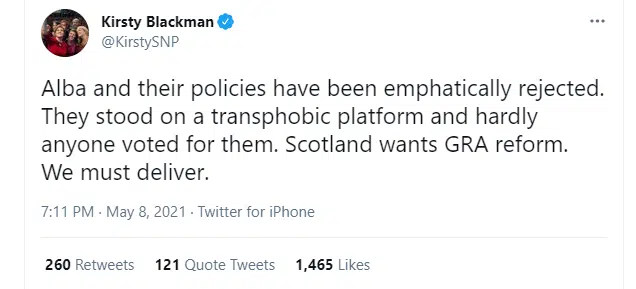 Kirsty Blackman
@KirstySNP
Alba and their policies have been emphatically rejected.
They stood on a transphobic platform and hardly
anyone voted for them. Scotland wants GRA reform.
We must deliver.
7:11 PM · May 8, 2021 · Twitter for iPhone
260 Retweets 121 Quote Tweets 1,465 Likes